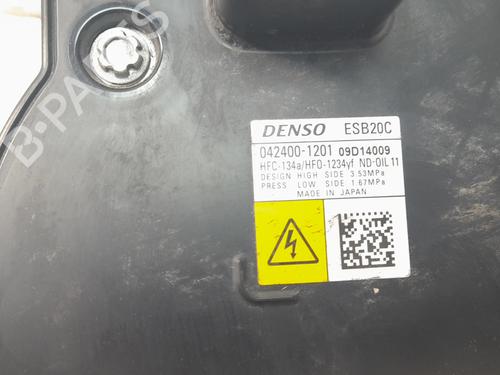 B-PARTS
DENSO ESB20C
042400-1201 09D14009
HFC-134a/HFO-1234yf ND-OIL 11
DESIGN HIGH SIDE 3.53MPa
PRESS LOW SIDE 1.67MPa
MADE IN JAPAN